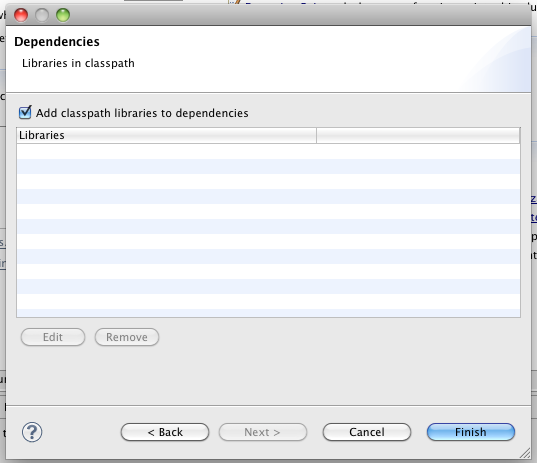 Dependencies
Libraries in classpath
Add classpath libraries to dependencies
Libraries
Edit
Remove
?
< Back
Next >
Cancel
Finish